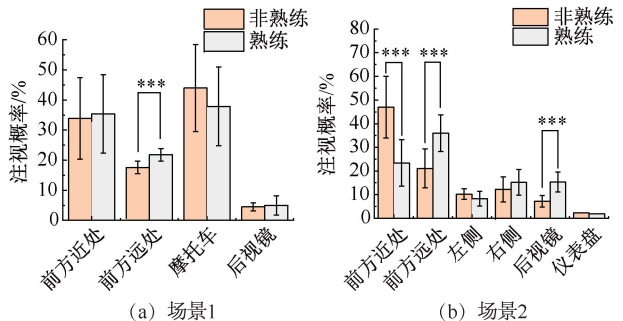 非熟练
熟练
注视概率/%
60
50
40
30
20
10
0
***
前方近处
前方远处
摩托车
后视镜
(a) 场景1
非熟练
熟练
注视概率/%
80
70
60
50
40
30
20
10
0
***
***
***
前方近处
前方远处
左侧
右侧
后视镜
仪表盘
(b) 场景2